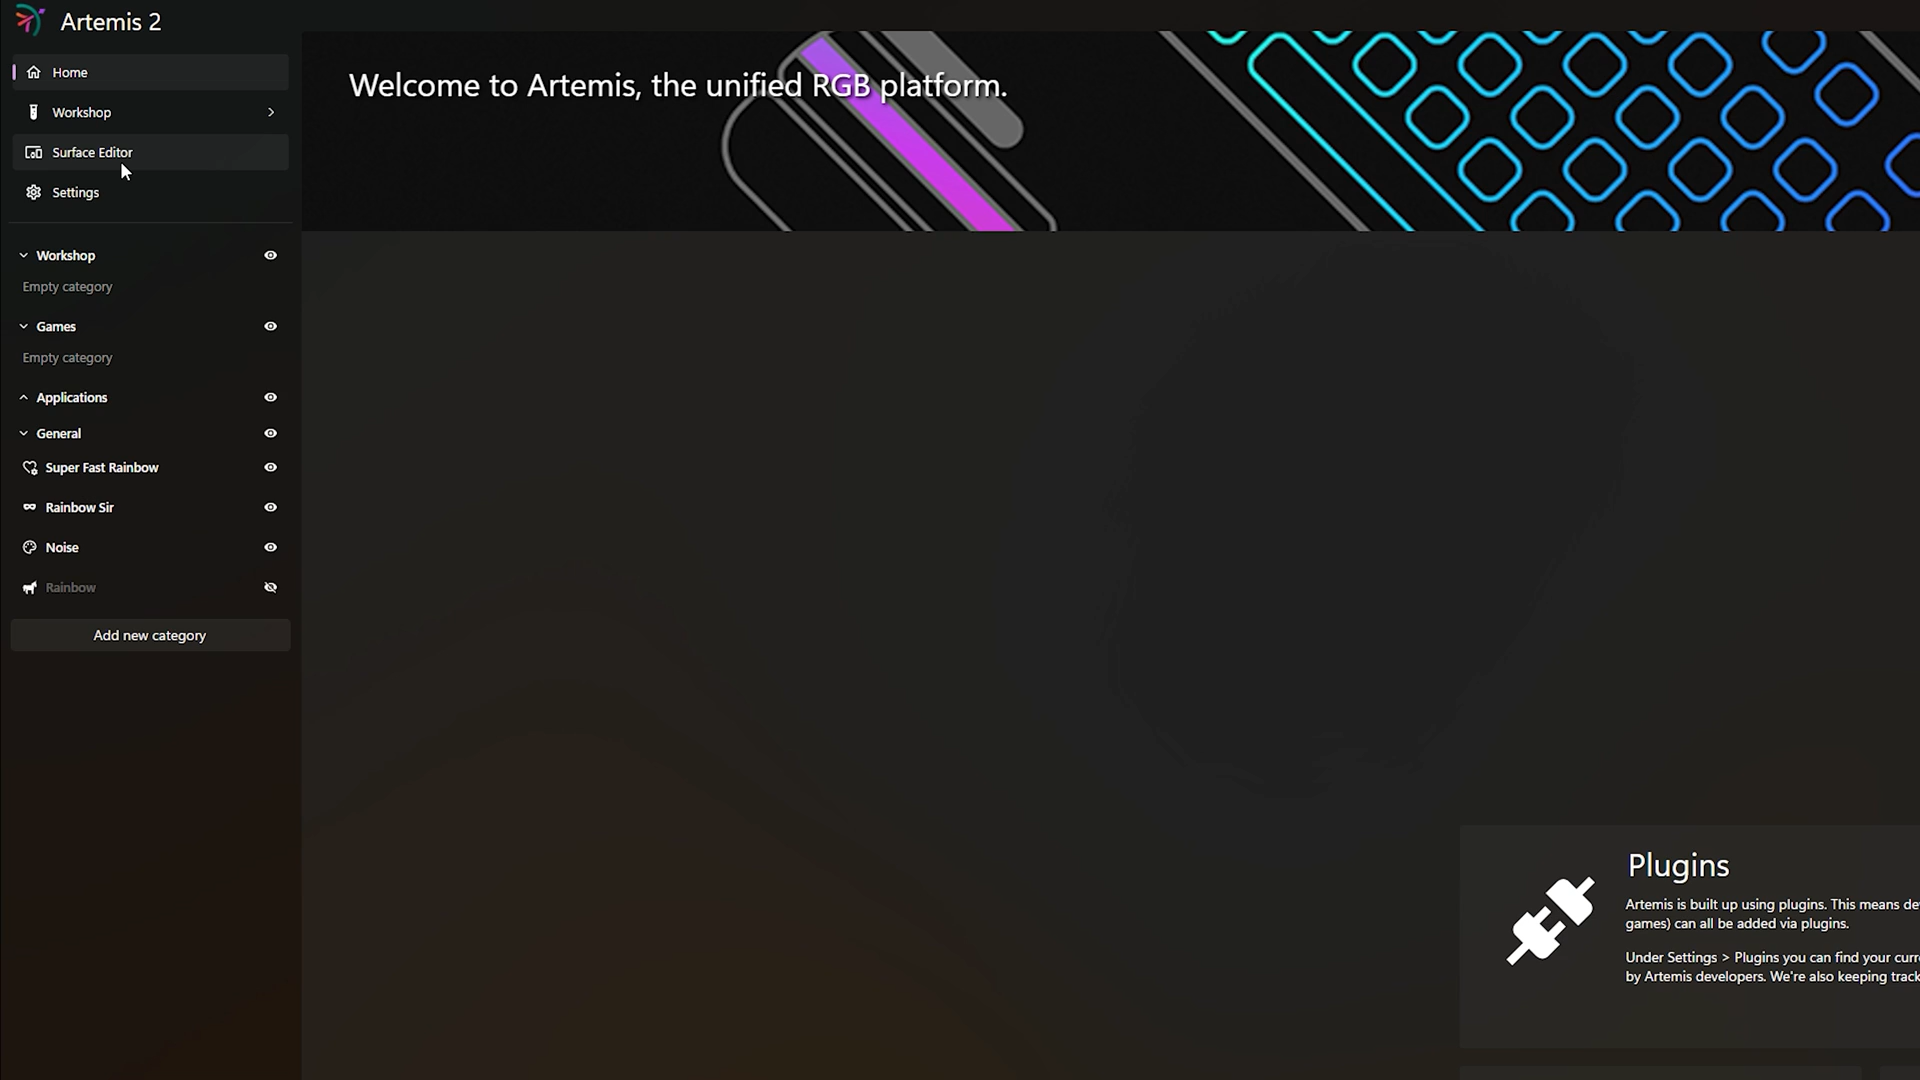 Artemis 2
Home
Workshop
Surface Editor
Settings
Workshop
Empty category
Games
Empty category
Applications
General
Super Fast Rainbow
Rainbow Sir
Noise
Rainbow
Add new category
Welcome to Artemis, the unified RGB platform.
Plugins
Artemis is built up using plugins. This means
games) can all be added via plugins.
Under Settings > Plugins you can find your
by Artemis developers. We're also keeping track